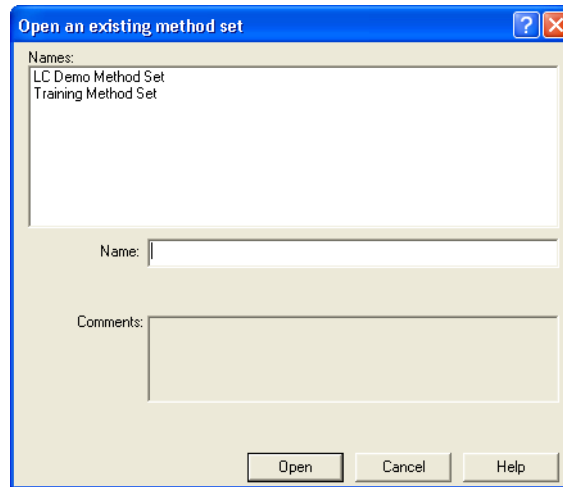 Open an existing method set
?
Names:
LC Demo Method Set
Training Method Set
Name:
Comments:
Open Cancel Help